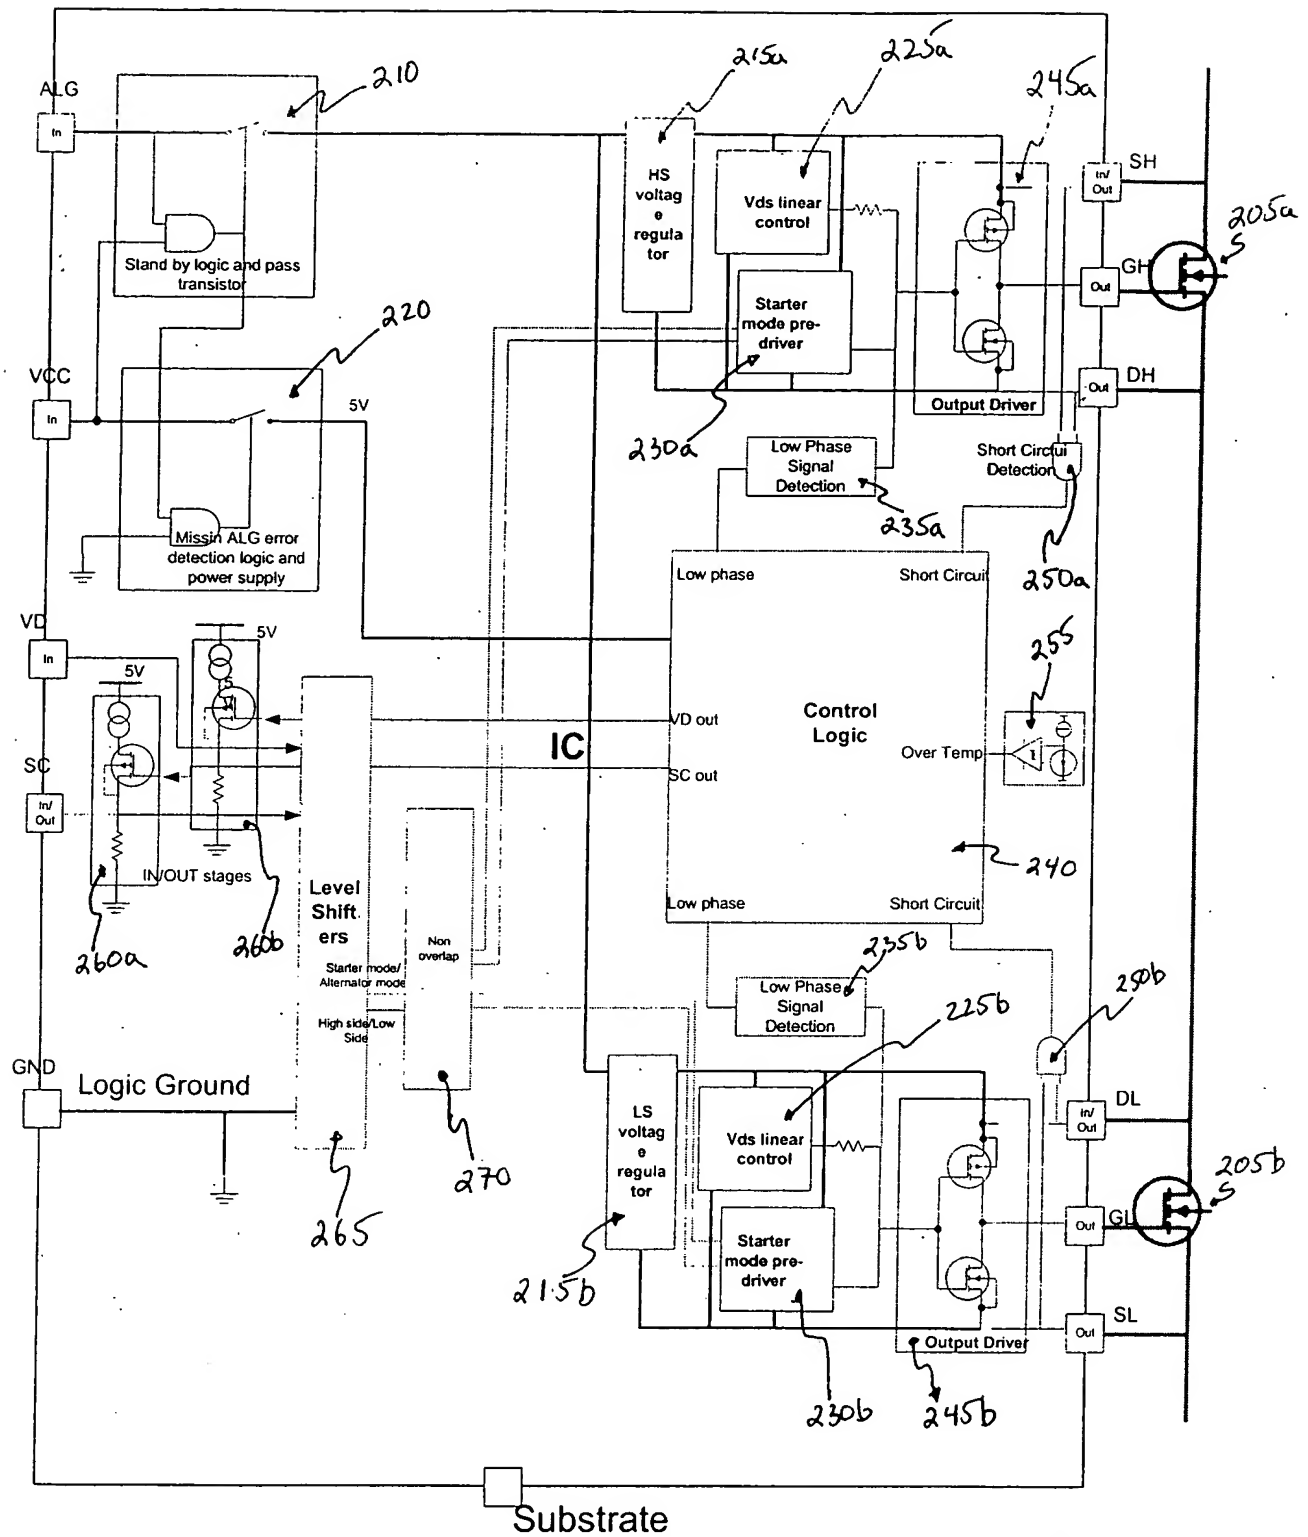 215a
225a
210
245a
ALG
In
SH
In/
Out
205a
HS
voltag
e
regula
tor
Vds linear
control
GH
Out
Stand by logic and pass
transistor
Starter
mode pre-
driver
220
VCC
In
5V
DH
Out
Output Driver
230a
Low Phase
Signal
Detection
Short Circtui
Detection
235a
250a
Missin ALG error
detection logic and
power supply
Low phase
Short Circuit
VD
In
5V
5V
255
VD out
Control
Logic
IC
Over Temp
SC
SC out
In/
Out
240
IN/OUT stages
Level
Shift
ers
Low phase
Short Circuit
260a
260b
Non
overlap
235b
250b
Starter mode/
Alternator mode
Low Phase
Signal
Detection
225b
High side/Low
Side
GND
Logic Ground
LS
voltag
e
regula
tor
Vds linear
control
DL
In/
Out
270
205b
265
GL
Out
Starter
mode pre-
driver
215b
SL
Out
Output Driver
230b
245b
Substrate